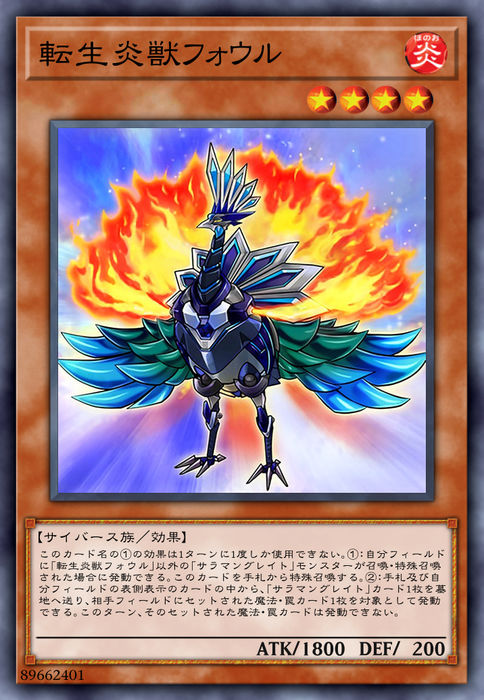 転生炎獣フォウル
ほのお
炎
【サイバース族／効果】
このカード名の①の効果は1ターンに1度しか使用できない。①：自分フィールド
に「転生炎獣フォウル」以外の「サラマングレイト」モンスターが召喚・特殊召喚
された場合に発動できる。このカードを手札から特殊召喚する。②：手札及び自
分フィールドの表側表示のカードの中から、「サラマングレイト」カード1枚を墓
地へ送り、相手フィールドにセットされた魔法・罠カード1枚を対象として発動
できる。このターン、そのセットされた魔法・罠カードは発動できない。
ATK/1800 DEF/ 200
89662401